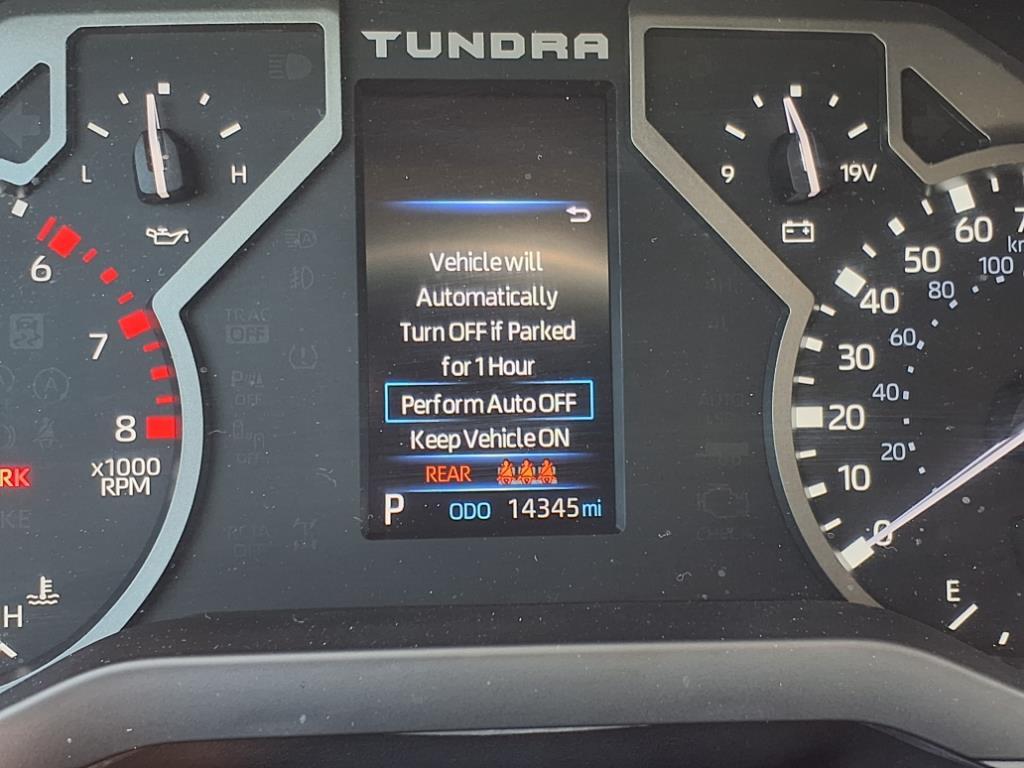 TUNDRA
L
H
9
19V
6
7
8
x1000
RPM
RK
H
TRAC
OFF
Vehicle will
Automatically
Turn OFF if Parked
for 1 Hour
Perform Auto OFF
Keep Vehicle ON
REAR
P ODO 14345 mi
60
50
40
30
20
10
0
100
80
60
40
20
E
CHECK